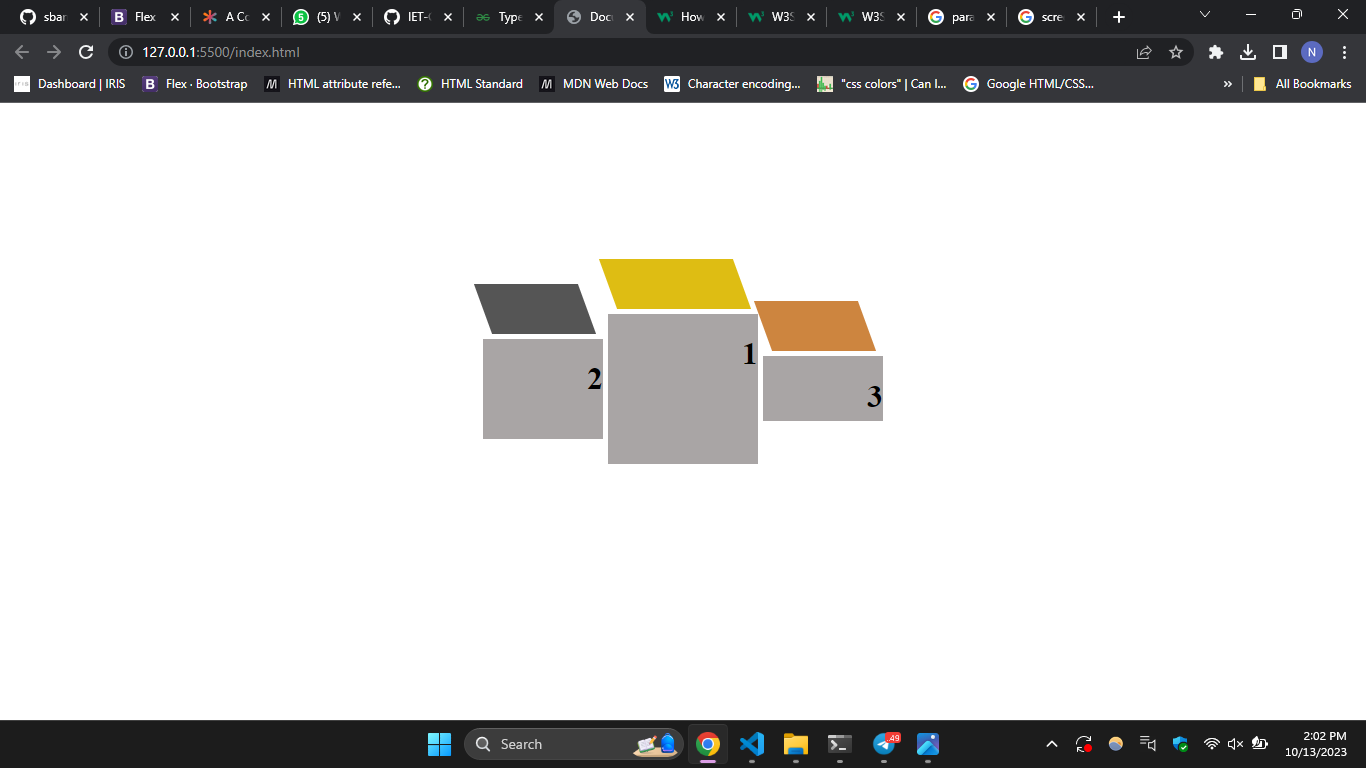 sbar Flex A Co (5) W IET-( Type Docu How W3S W3S para scre
127.0.0.1:5500/index.html N
Dashboard | IRIS Flex · Bootstrap HTML attribute refe... HTML Standard MDN Web Docs Character encoding... "css colors" | Can I... Google HTML/CSS... » All Bookmarks
1
2
3
Search 49 2:02 PM
10/13/2023